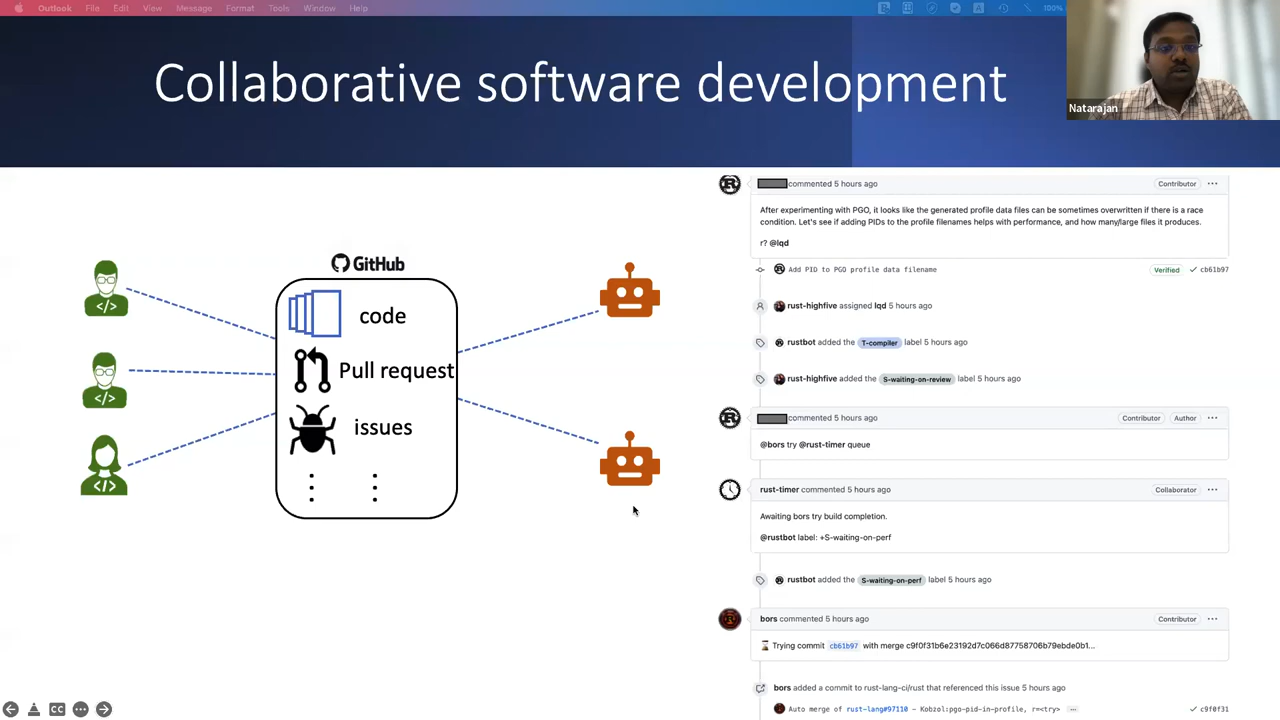 Outlook File Edit View Message Format Tools Window Help 100%
Collaborative software development
Natarajan
GitHub
code
Pull request
issues
commented 5 hours ago Contributor
After experimenting with PGO, it looks like the generated profile data files can be sometimes overwritten if there is a race
condition. Let's see if adding PIDs to the profile filenames helps with performance, and how many/large files it produces.
r? @lqd
Add PID to PGO profile data filename Verified cb61b97
rust-highfive assigned lqd 5 hours ago
rustbot added the T-compiler label 5 hours ago
rust-highfive added the S-waiting-on-review label 5 hours ago
commented 5 hours ago Contributor Author
@bors try @rust-timer queue
rust-timer commented 5 hours ago Collaborator
Awaiting bors try build completion.
@rustbot label: +S-waiting-on-perf
rustbot added the S-waiting-on-perf label 5 hours ago
bors commented 5 hours ago Contributor
Trying commit cb61b97 with merge c9f0f31b6e23192d7c066d87758706b79ebde0b1...
bors added a commit to rust-lang-ci/rust that referenced this issue 5 hours ago
Auto merge of rust-lang#97110 - Kobzol:pgo-pid-in-profile, r=<try> ... c9f0f31
CC